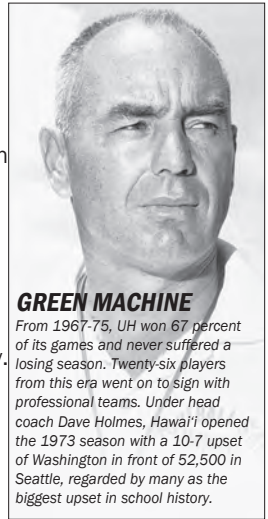 GREEN MACHINE
From 1967-75, UH won 67 percent
of its games and never suffered a
losing season. Twenty-six players
from this era went on to sign with
professional teams. Under head
coach Dave Holmes, Hawai‘i opened
the 1973 season with a 10-7 upset
of Washington in front of 52,500 in
Seattle, regarded by many as the
biggest upset in school history.